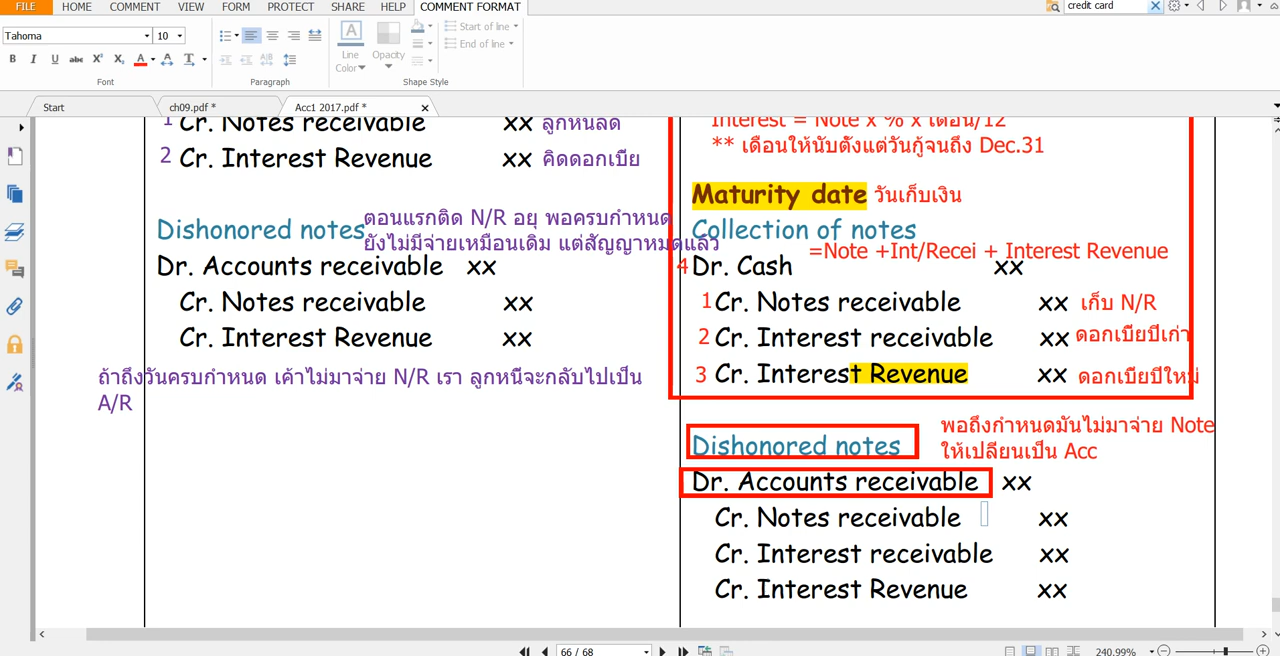 FILE HOME COMMENT VIEW FORM PROTECT SHARE HELP COMMENT FORMAT credit card
Tahoma 10
Start of line
End of line
Line Color
Opacity
B I U abc X² X₂ A A T
Font Paragraph Shape Style
Start ch09.pdf * Acc1 2017.pdf *
1 Cr. Notes receivable xx ลูกหนี้ลด
2 Cr. Interest Revenue xx คิดดอกเบี้ย
Dishonored notes
ตอนแรกติด N/R อยู่ พอครบกำหนด
ยังไม่มีจ่ายเหมือนเดิม แต่สัญญาหมดแล้ว
Dr. Accounts receivable xx
Cr. Notes receivable xx
Cr. Interest Revenue xx
ถ้าถึงวันครบกำหนด เค้าไม่มาจ่าย N/R เรา ลูกหนี้จะกลับไปเป็น
A/R
Interest = Note x % x เดือน/12
** เดือนให้นับตั้งแต่วันกู้จนถึง Dec.31
Maturity date วันเก็บเงิน
Collection of notes
=Note +Int/Recei + Interest Revenue
4 Dr. Cash xx
1 Cr. Notes receivable xx เก็บ N/R
2 Cr. Interest receivable xx ดอกเบี้ยปีเก่า
3 Cr. Interest Revenue xx ดอกเบี้ยปีใหม่
Dishonored notes
พอถึงกำหนดมันไม่มาจ่าย Note
ให้เปลี่ยนเป็น Acc
Dr. Accounts receivable xx
Cr. Notes receivable xx
Cr. Interest receivable xx
Cr. Interest Revenue xx
66 / 68 240.99%